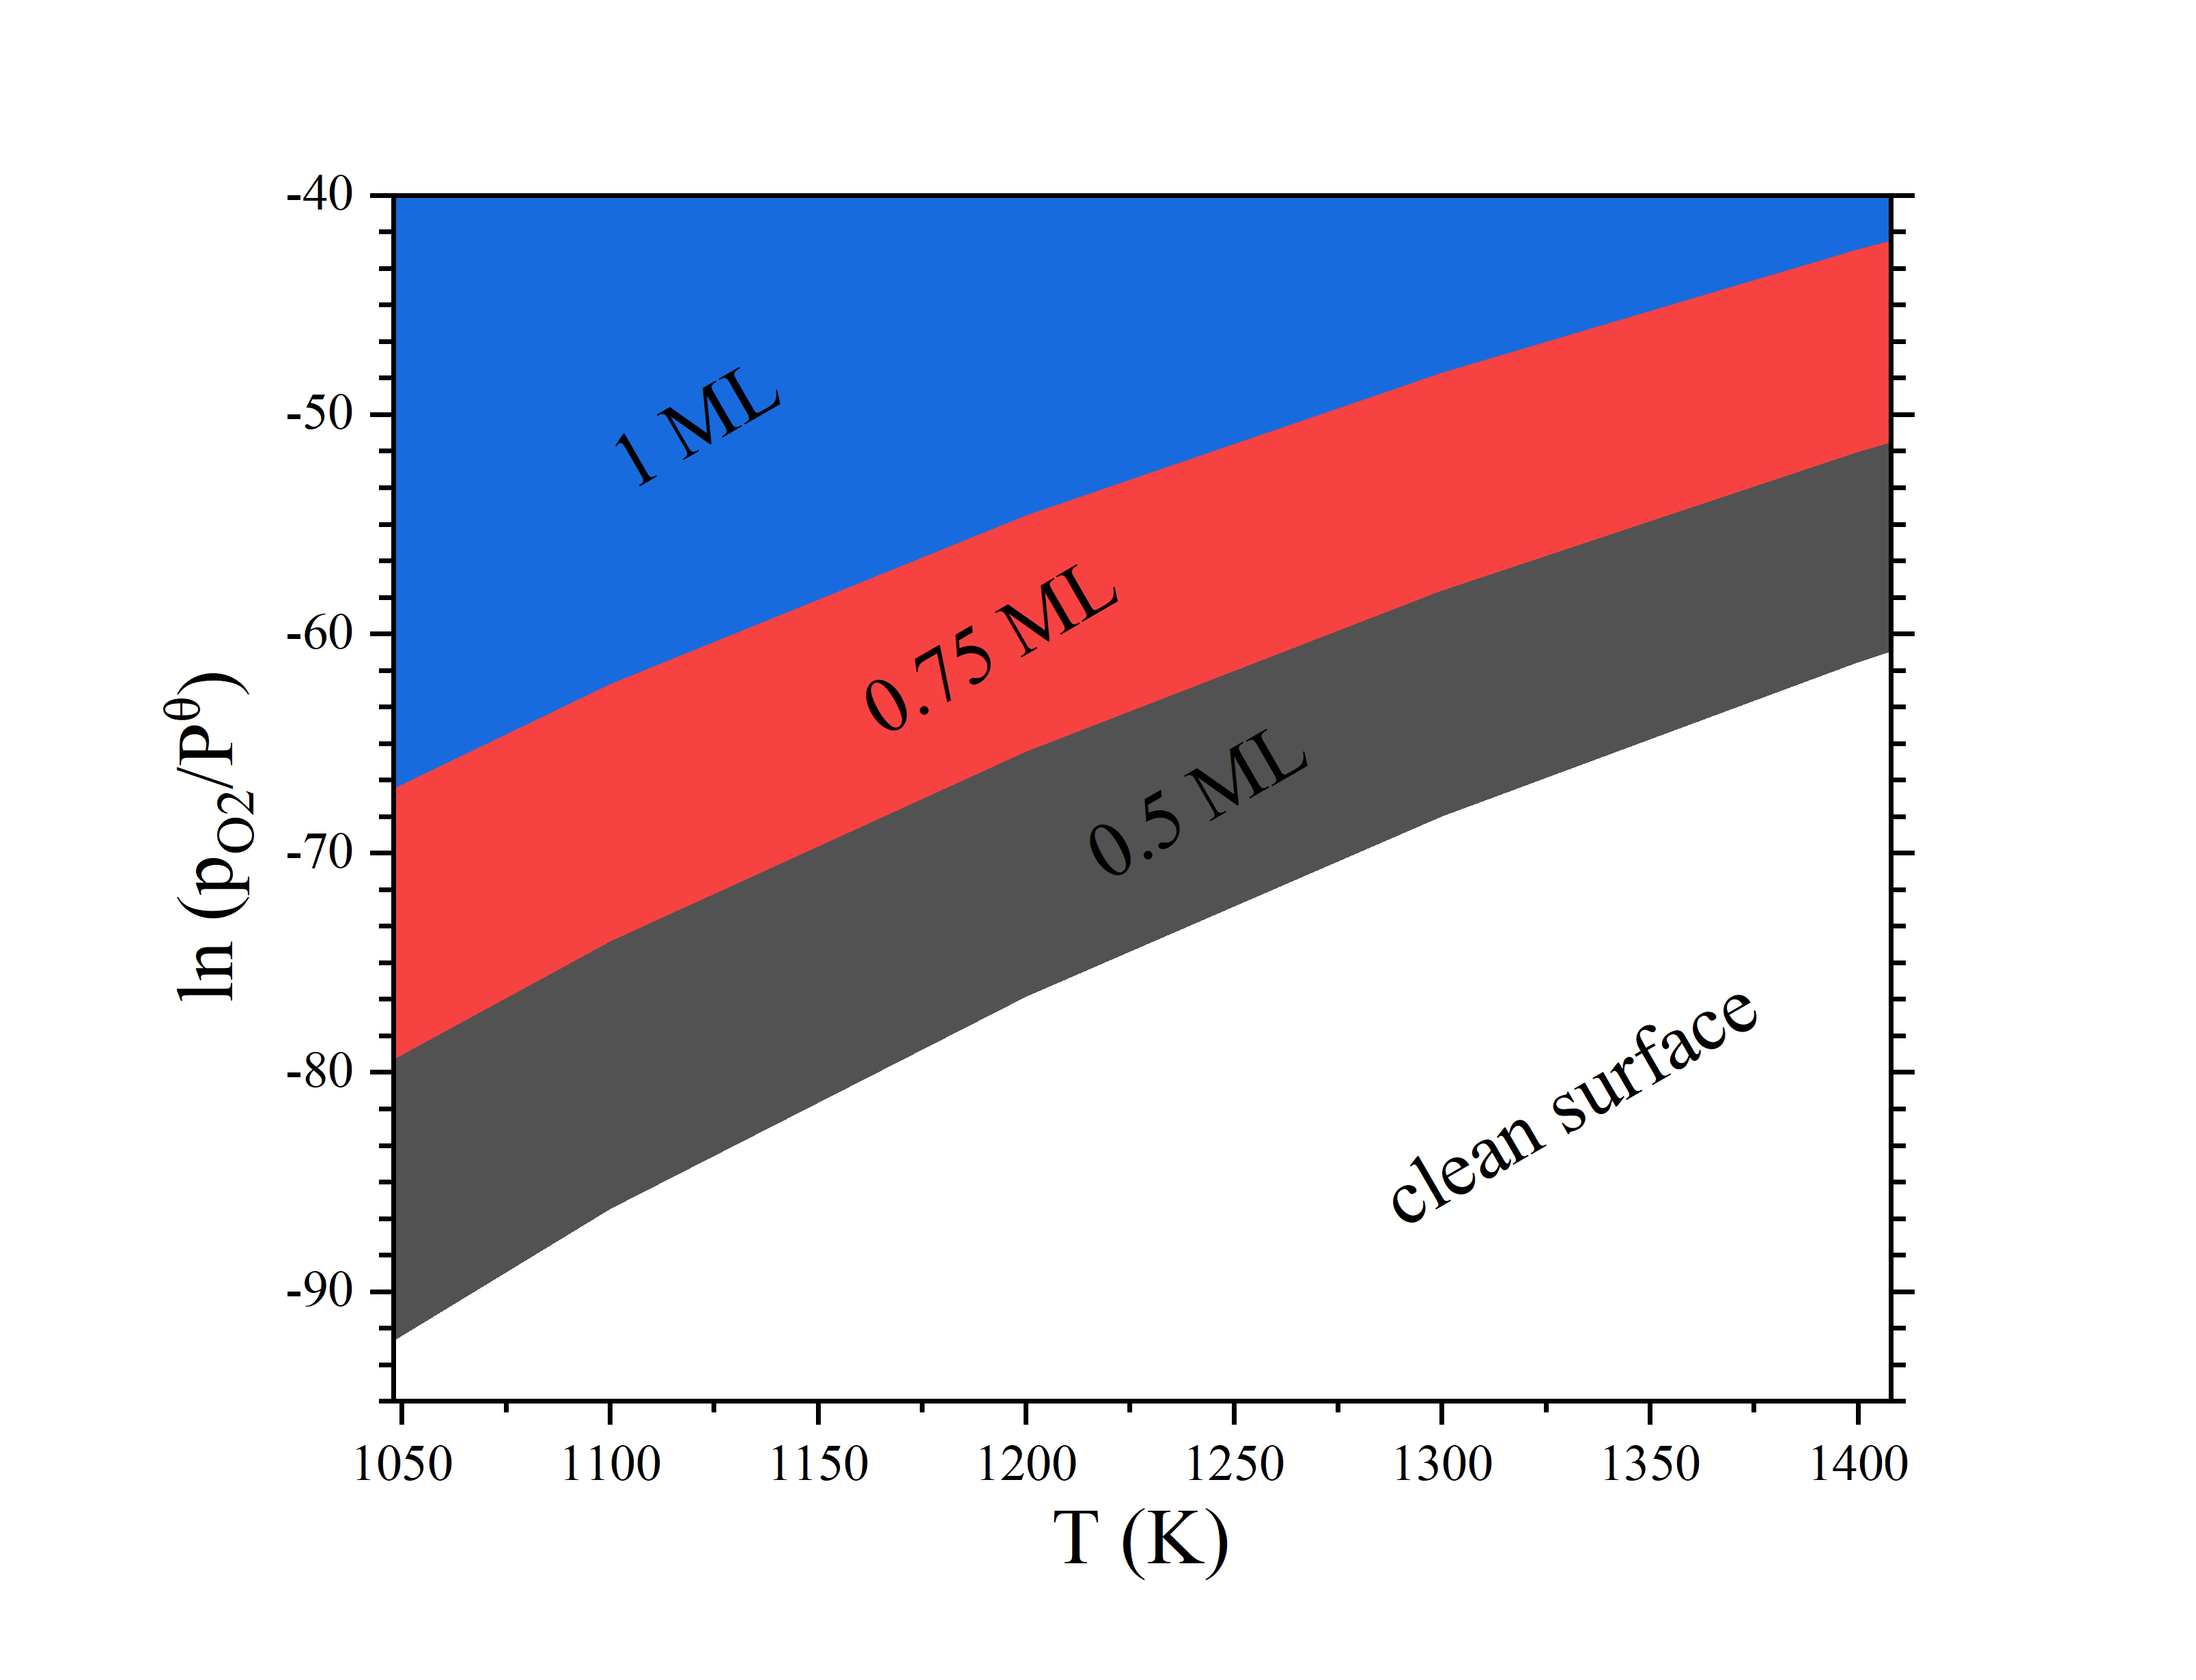 -40
-50
-60
-70
-80
-90
ln (pO2/Pθ)
1 ML
0.75 ML
0.5 ML
clean surface
1050 1100 1150 1200 1250 1300 1350 1400
T (K)